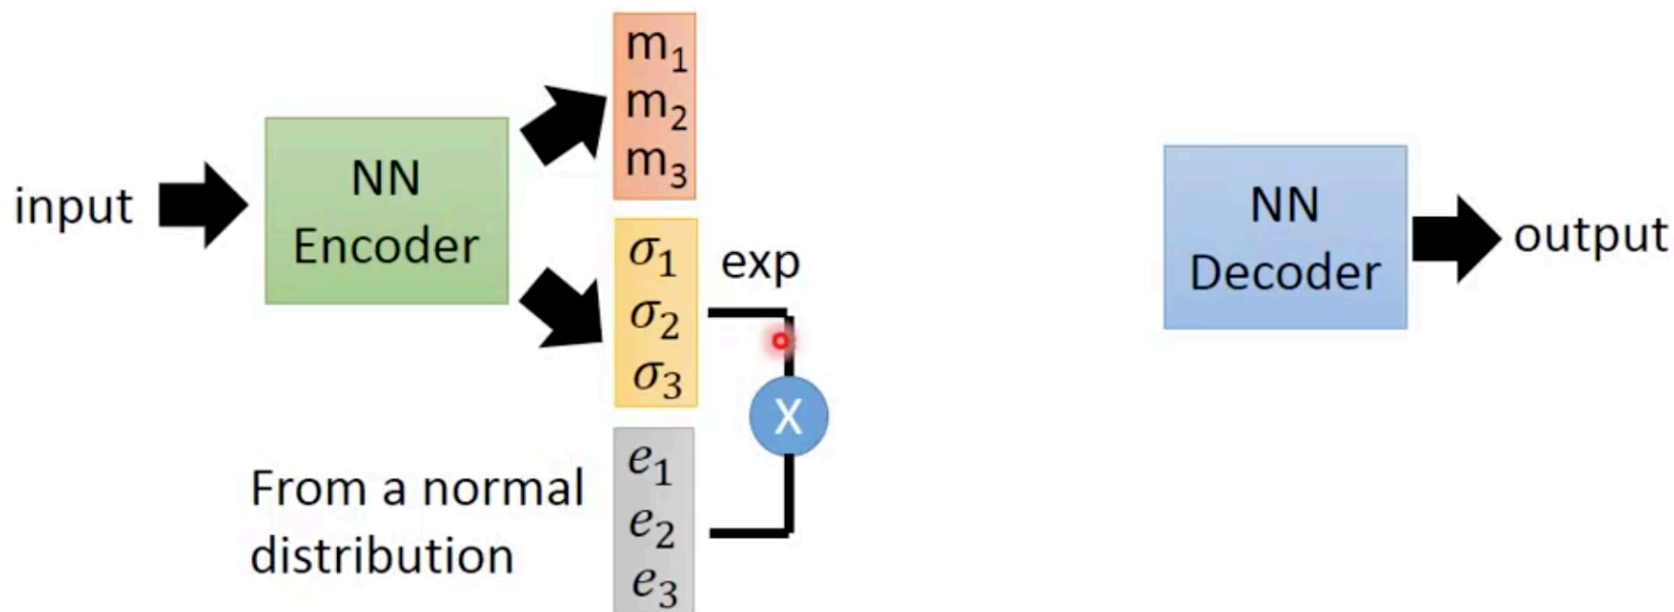 input
NN
Encoder
m₁
m₂
m₃
σ₁
σ₂
σ₃
exp
X
From a normal
distribution
e₁
e₂
e₃
NN
Decoder
output